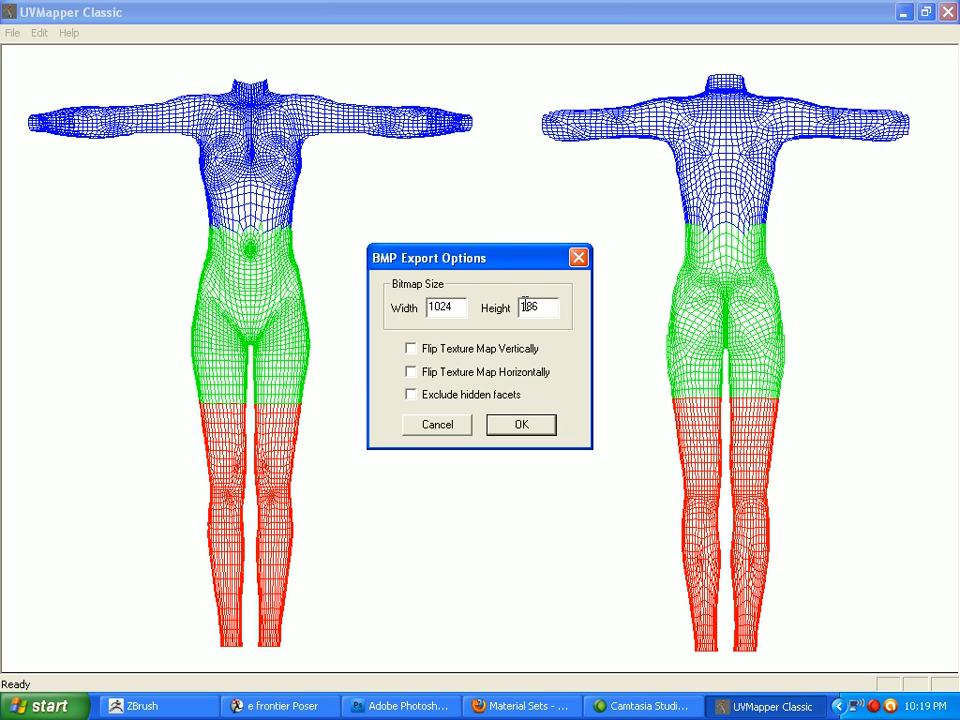 UVMapper Classic
File Edit Help
BMP Export Options
Bitmap Size
Width 1024 Height 186
Flip Texture Map Vertically
Flip Texture Map Horizontally
Exclude hidden facets
Cancel OK
Ready
start ZBrush e frontier Poser Adobe Photosh... Material Sets - ... Camtasia Studi... UVMapper Classic 10:19 PM